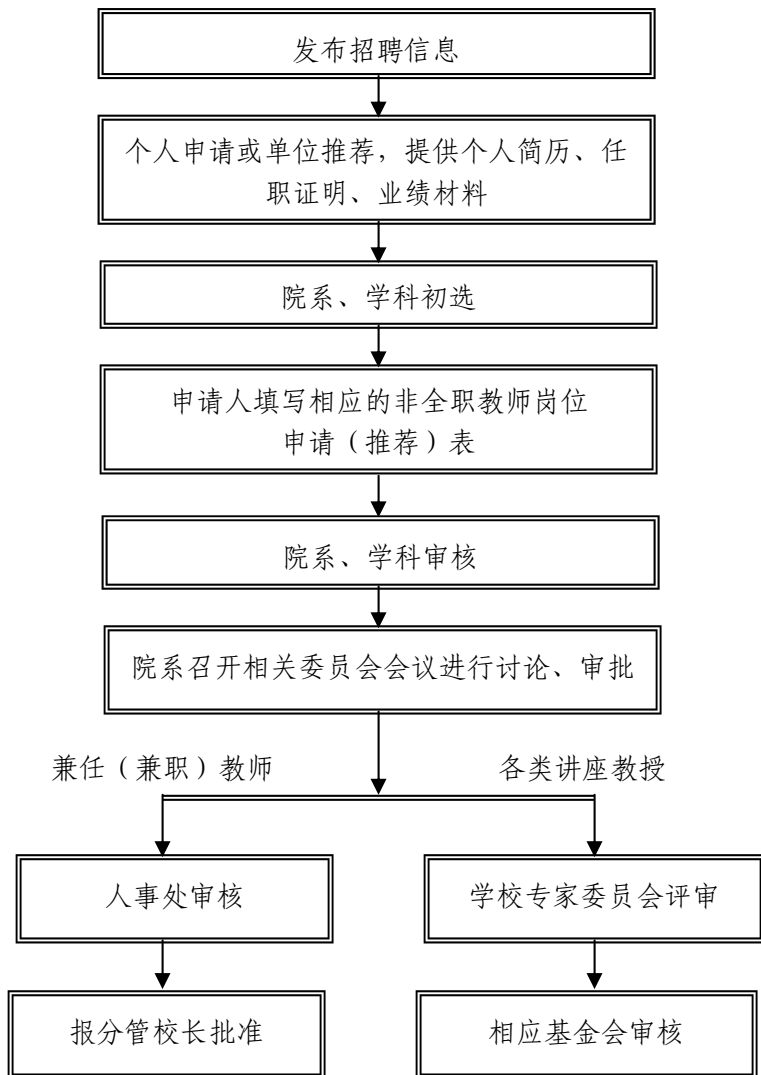 发布招聘信息
个人申请或单位推荐，提供个人简历、任
职证明、业绩材料
院系、学科初选
申请人填写相应的非全职教师岗位
申请（推荐）表
院系、学科审核
院系召开相关委员会会议进行讨论、审批
兼任（兼职）教师
各类讲座教授
人事处审核
学校专家委员会评审
报分管校长批准
相应基金会审核